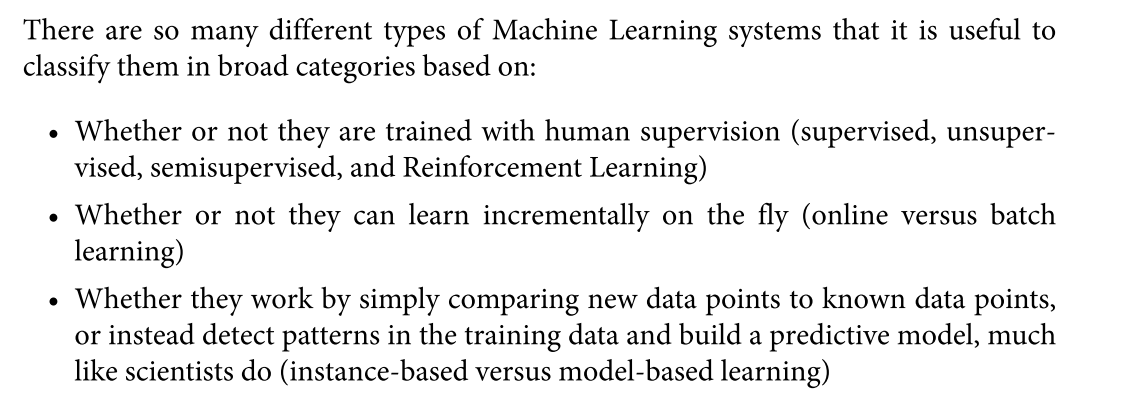 There are so many different types of Machine Learning systems that it is useful to
classify them in broad categories based on:
• Whether or not they are trained with human supervision (supervised, unsuper-
vised, semisupervised, and Reinforcement Learning)
• Whether or not they can learn incrementally on the fly (online versus batch
learning)
• Whether they work by simply comparing new data points to known data points,
or instead detect patterns in the training data and build a predictive model, much
like scientists do (instance-based versus model-based learning)